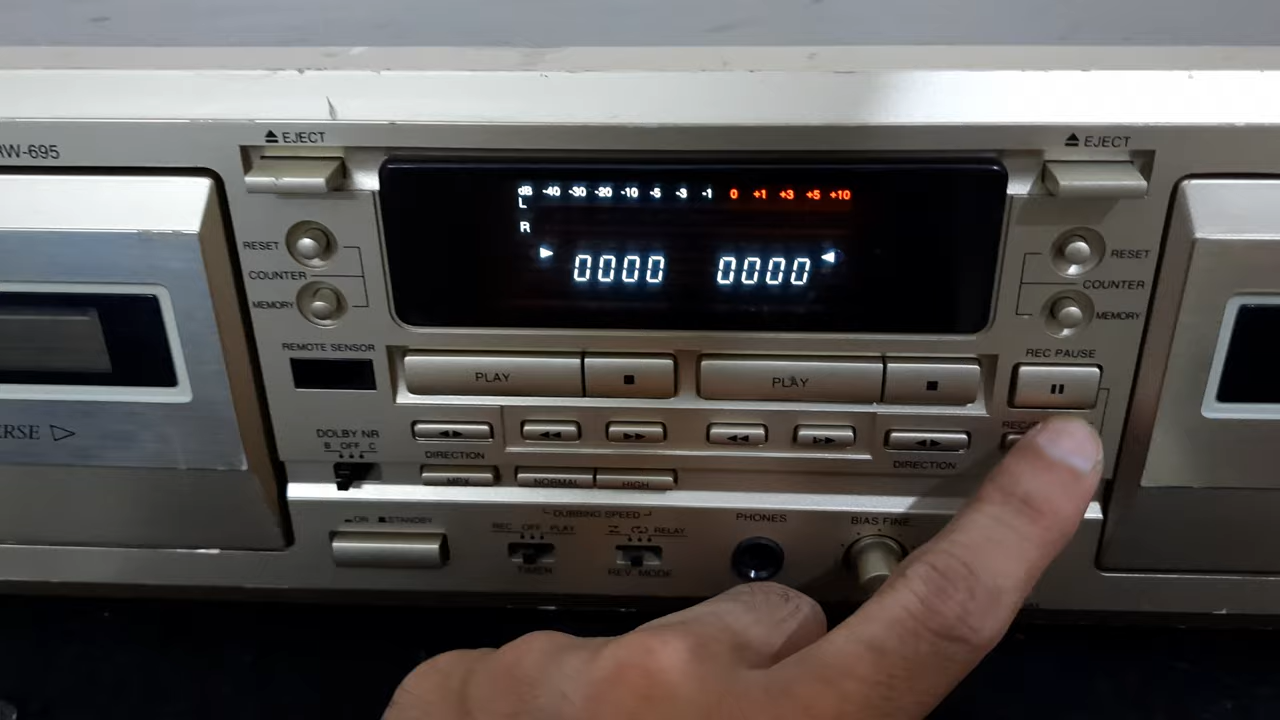 RW-695
EJECT
EJECT
dB -40 -30 -20 -10 -5 -3 -1 0 +1 +3 +5 +10
L
R
0000 0000
RESET
COUNTER
MEMORY
RESET
COUNTER
MEMORY
REMOTE SENSOR
PLAY
PLAY
REC PAUSE
ERSE
DOLBY NR
B OFF C
DIRECTION
DIRECTION
MPX
NORMAL
HIGH
DUBBING SPEED
ON STANDBY
REC OFF PLAY
TIMER
RELAY
REV. MODE
PHONES
BIAS FINE